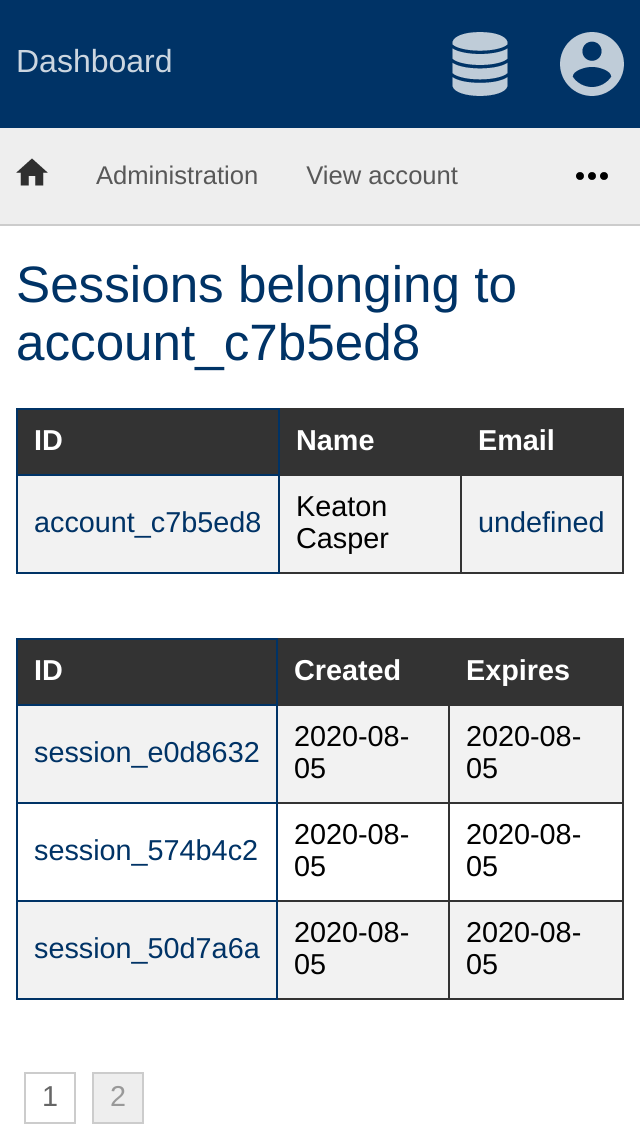 Dashboard
Administration View account
Sessions belonging to
account_c7b5ed8
ID Name Email
account_c7b5ed8 Keaton Casper undefined
ID Created Expires
session_e0d8632 2020-08-05 2020-08-05
session_574b4c2 2020-08-05 2020-08-05
session_50d7a6a 2020-08-05 2020-08-05
1 2